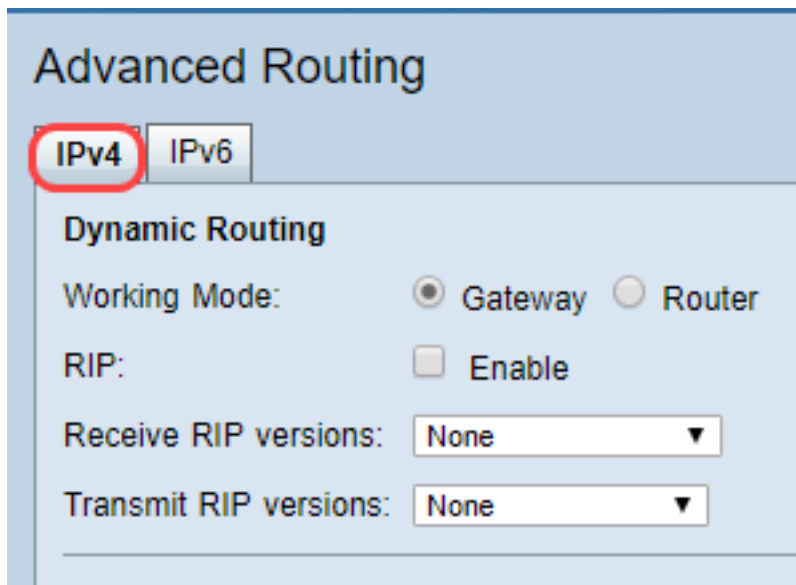 Advanced Routing
IPv4 IPv6
Dynamic Routing
Working Mode: Gateway Router
RIP: Enable
Receive RIP versions: None
Transmit RIP versions: None